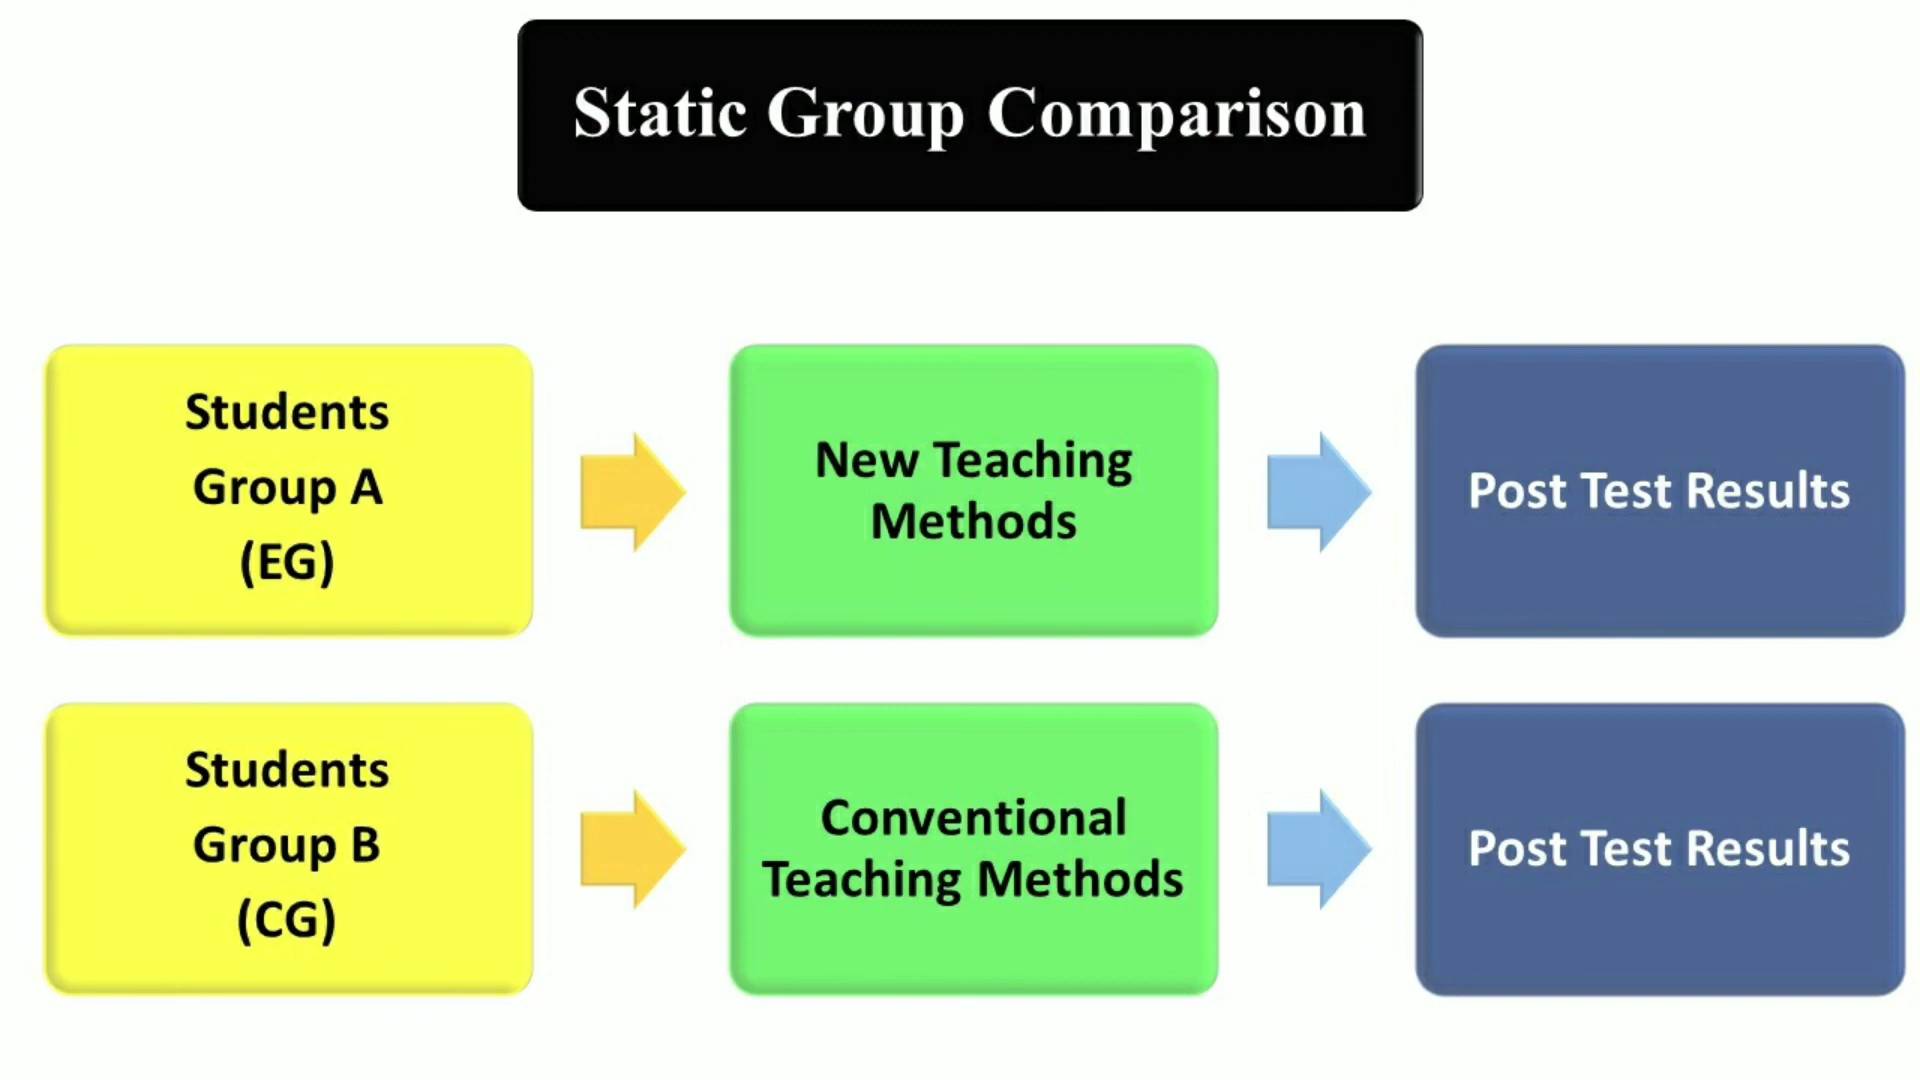 Static Group Comparison
Students
Group A
(EG)
New Teaching
Methods
Post Test Results
Students
Group B
(CG)
Conventional
Teaching Methods
Post Test Results